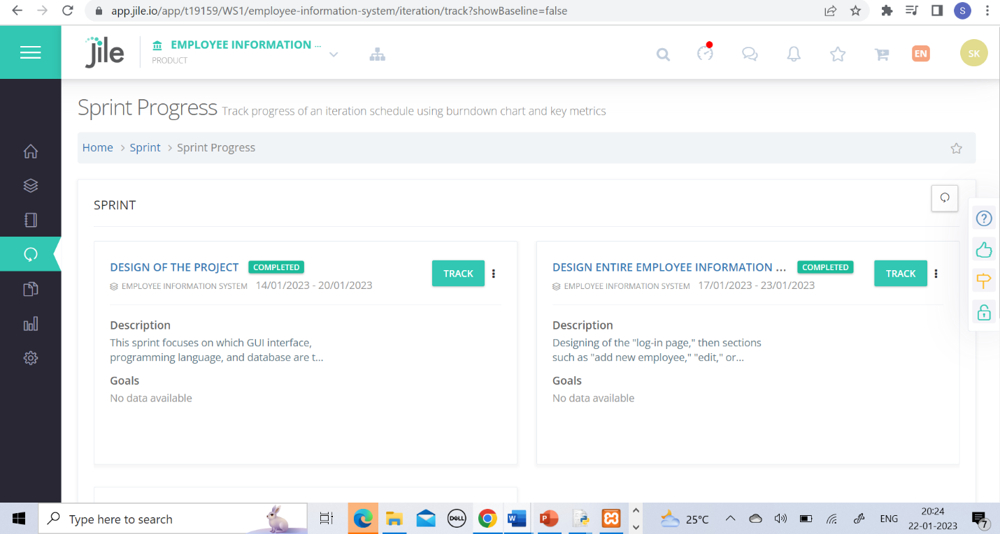 app.jile.io/app/t19159/WS1/employee-information-system/iteration/track?showBaseline=false
S
jile
EMPLOYEE INFORMATION ...
PRODUCT
EN
SK
Sprint Progress Track progress of an iteration schedule using burndown chart and key metrics
Home > Sprint > Sprint Progress
SPRINT
DESIGN OF THE PROJECT COMPLETED
TRACK
EMPLOYEE INFORMATION SYSTEM 14/01/2023 - 20/01/2023
Description
This sprint focuses on which GUI interface,
programming language, and database are t...
Goals
No data available
DESIGN ENTIRE EMPLOYEE INFORMATION ... COMPLETED
TRACK
EMPLOYEE INFORMATION SYSTEM 17/01/2023 - 23/01/2023
Description
Designing of the "log-in page," then sections
such as "add new employee," "edit," or...
Goals
No data available
Type here to search
DELL
W
P
25°C
ENG
20:24
22-01-2023
7